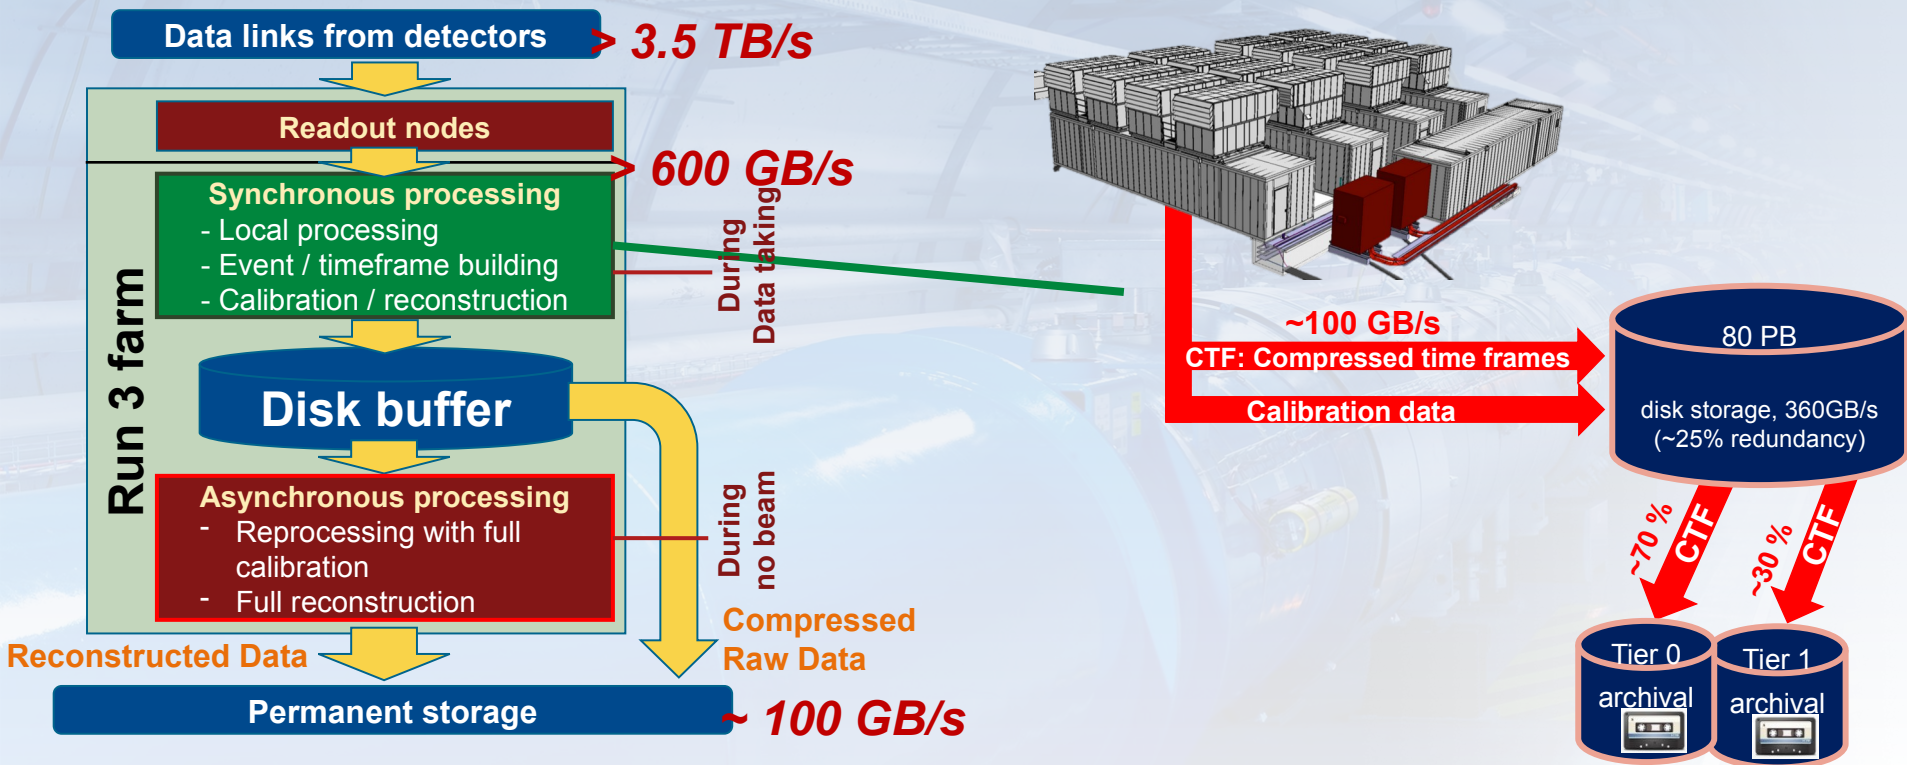 Data links from detectors
> 3.5 TB/s
Readout nodes
> 600 GB/s
Synchronous processing
- Local processing
- Event / timeframe building
- Calibration / reconstruction
During
Data taking
Run 3 farm
Disk buffer
Asynchronous processing
- Reprocessing with full
calibration
- Full reconstruction
During
no beam
Reconstructed Data
Compressed
Raw Data
Permanent storage
~ 100 GB/s
~100 GB/s
CTF: Compressed time frames
Calibration data
80 PB
disk storage, 360GB/s
(~25% redundancy)
~70 %
CTF
~30 %
CTF
Tier 0
archival
Tier 1
archival